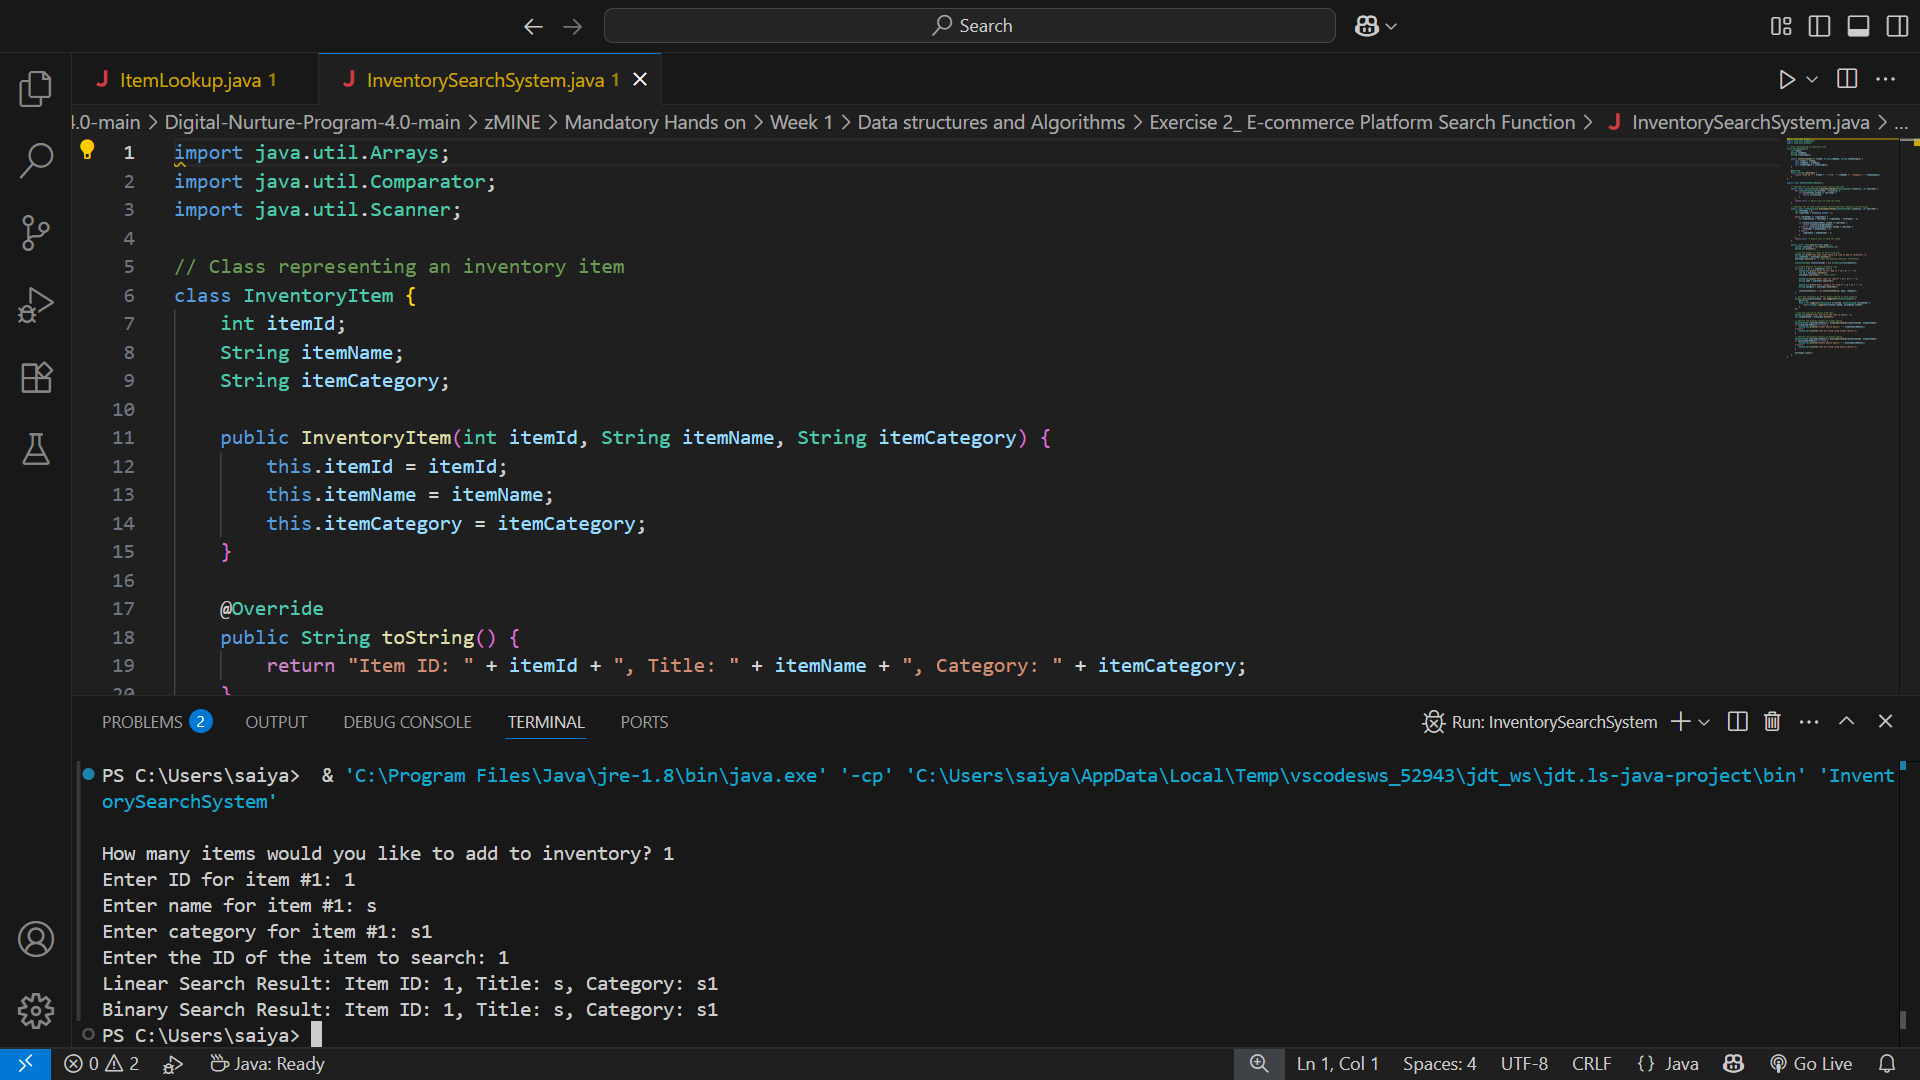 Search
ItemLookup.java 1
InventorySearchSystem.java 1
4.0-main > Digital-Nurture-Program-4.0-main > zMINE > Mandatory Hands on > Week 1 > Data structures and Algorithms > Exercise 2_ E-commerce Platform Search Function > InventorySearchSystem.java > ...
1 import java.util.Arrays;
2 import java.util.Comparator;
3 import java.util.Scanner;
4
5 // Class representing an inventory item
6 class InventoryItem {
7 int itemId;
8 String itemName;
9 String itemCategory;
10
11 public InventoryItem(int itemId, String itemName, String itemCategory) {
12 this.itemId = itemId;
13 this.itemName = itemName;
14 this.itemCategory = itemCategory;
15 }
16
17 @Override
18 public String toString() {
19 return "Item ID: " + itemId + ", Title: " + itemName + ", Category: " + itemCategory;
20 }
PROBLEMS 2 OUTPUT DEBUG CONSOLE TERMINAL PORTS
Run: InventorySearchSystem
PS C:\Users\saiya> & 'C:\Program Files\Java\jre-1.8\bin\java.exe' '-cp' 'C:\Users\saiya\AppData\Local\Temp\vscodesws_52943\jdt_ws\jdt.ls-java-project\bin' 'Invent
orySearchSystem'
How many items would you like to add to inventory? 1
Enter ID for item #1: 1
Enter name for item #1: s
Enter category for item #1: s1
Enter the ID of the item to search: 1
Linear Search Result: Item ID: 1, Title: s, Category: s1
Binary Search Result: Item ID: 1, Title: s, Category: s1
PS C:\Users\saiya>
0 2 Java: Ready Ln 1, Col 1 Spaces: 4 UTF-8 CRLF {} Java Go Live